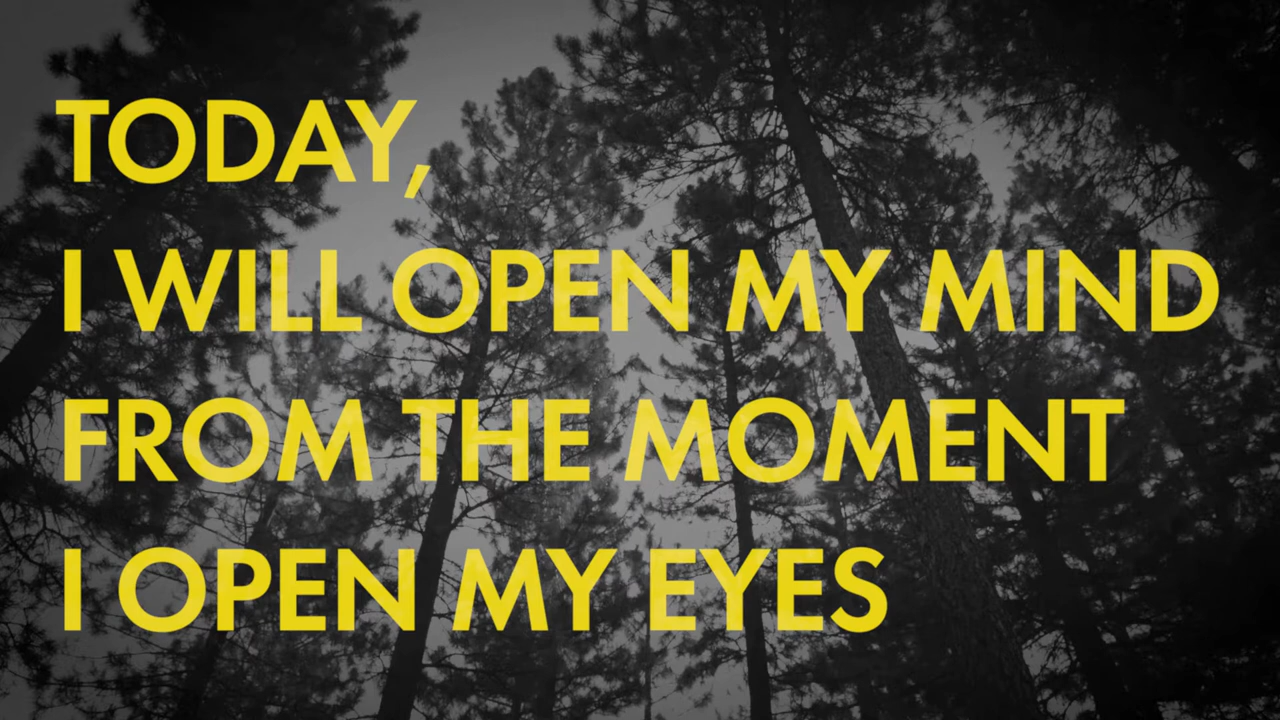 TODAY,
I WILL OPEN MY MIND
FROM THE MOMENT
I OPEN MY EYES